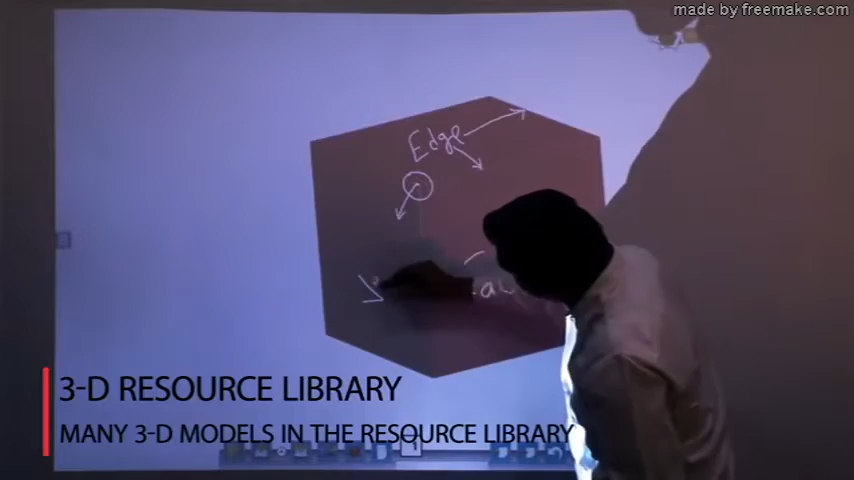 made by freemake.com
Edge
3-D RESOURCE LIBRARY
MANY 3-D MODELS IN THE RESOURCE LIBRARY